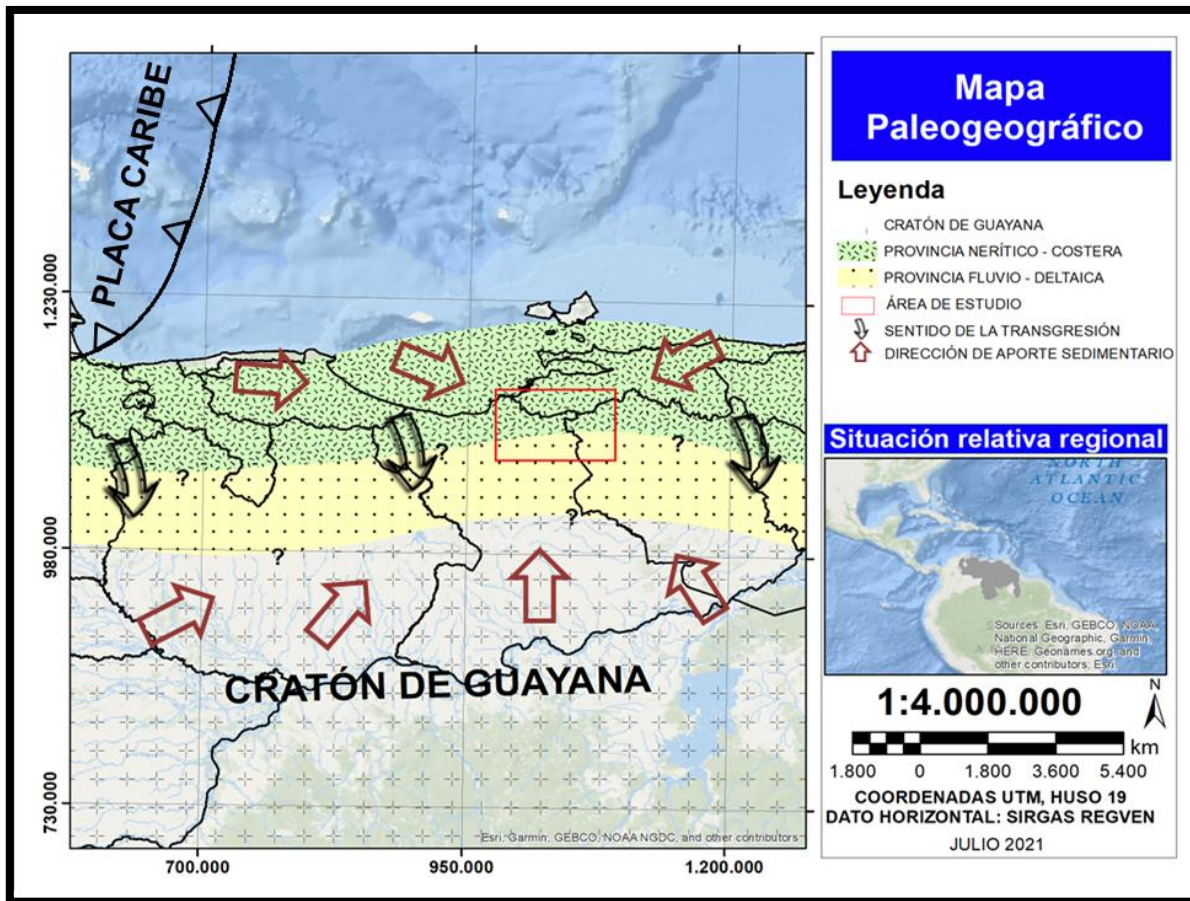 PLACA CARIBE
?
?
?
?
?
CRATÓN DE GUAYANA
Esri, Garmin, GEBCO, NOAA NGDC, and other contributors
1.230.000
980.000
730.000
700.000
950.000
1.200.000
Mapa
Paleogeográfico
Leyenda
CRATÓN DE GUAYANA
PROVINCIA NERÍTICO - COSTERA
PROVINCIA FLUVIO - DELTAICA
ÁREA DE ESTUDIO
SENTIDO DE LA TRANSGRESIÓN
DIRECCIÓN DE APORTE SEDIMENTARIO
Situación relativa regional
NORTH
ATLANTIC
OCEAN
Sources: Esri, GEBCO, NOAA,
National Geographic, Garmin,
HERE, Geonames.org, and
other contributors, Esri,
1:4.000.000
N
km
1.800 0 1.800 3.600 5.400
COORDENADAS UTM, HUSO 19
DATO HORIZONTAL: SIRGAS REGVEN
JULIO 2021